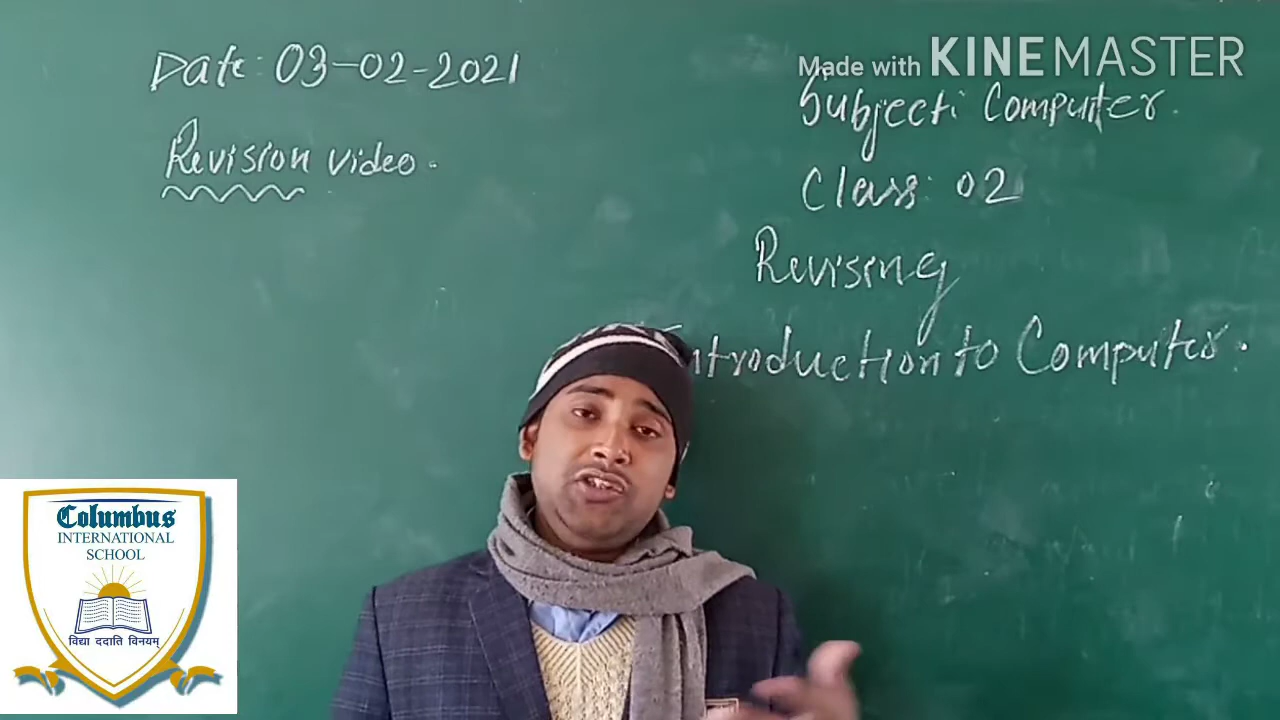 Date: 03-02-2021
Revision video.
Made with KINEMASTER
Subject: Computer.
Class: 02
Revising
Introduction to Computer.
Columbus
INTERNATIONAL
SCHOOL
विद्या ददाति विनयम्